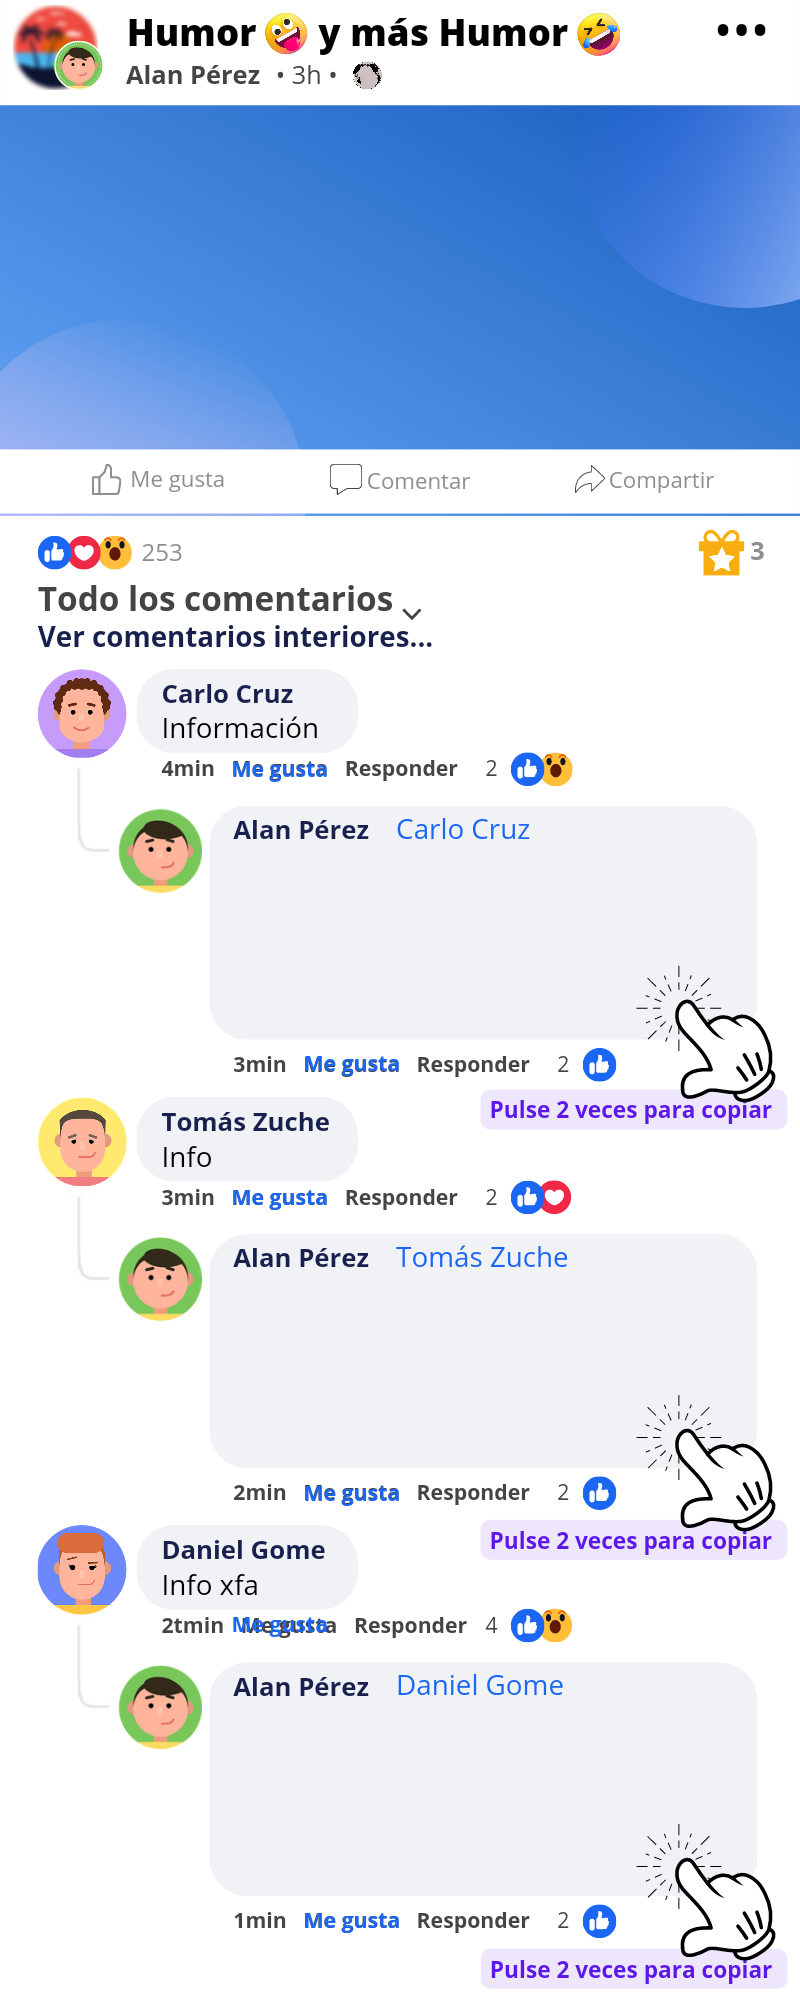 Humor 🤪 y más Humor 🤣
Alan Pérez • 3h •
Me gusta Comentar Compartir
253 3
Todo los comentarios
Ver comentarios interiores...
Carlo Cruz
Información
4min Me gusta Responder 2
Alan Pérez Carlo Cruz
3min Me gusta Responder 2
Pulse 2 veces para copiar
Tomás Zuche
Info
3min Me gusta Responder 2
Alan Pérez Tomás Zuche
2min Me gusta Responder 2
Pulse 2 veces para copiar
Daniel Gome
Info xfa
2tmin Me gusta Responder 4
Alan Pérez Daniel Gome
1min Me gusta Responder 2
Pulse 2 veces para copiar